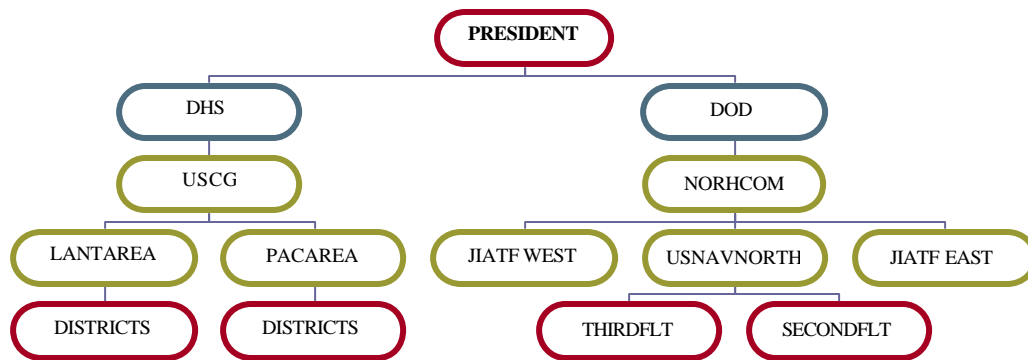 PRESIDENT
DHS
DOD
USCG
NORHCOM
LANTAREA
PACAREA
JIATF WEST
USNAVNORTH
JIATF EAST
DISTRICTS
DISTRICTS
THIRDFLT
SECONDFLT